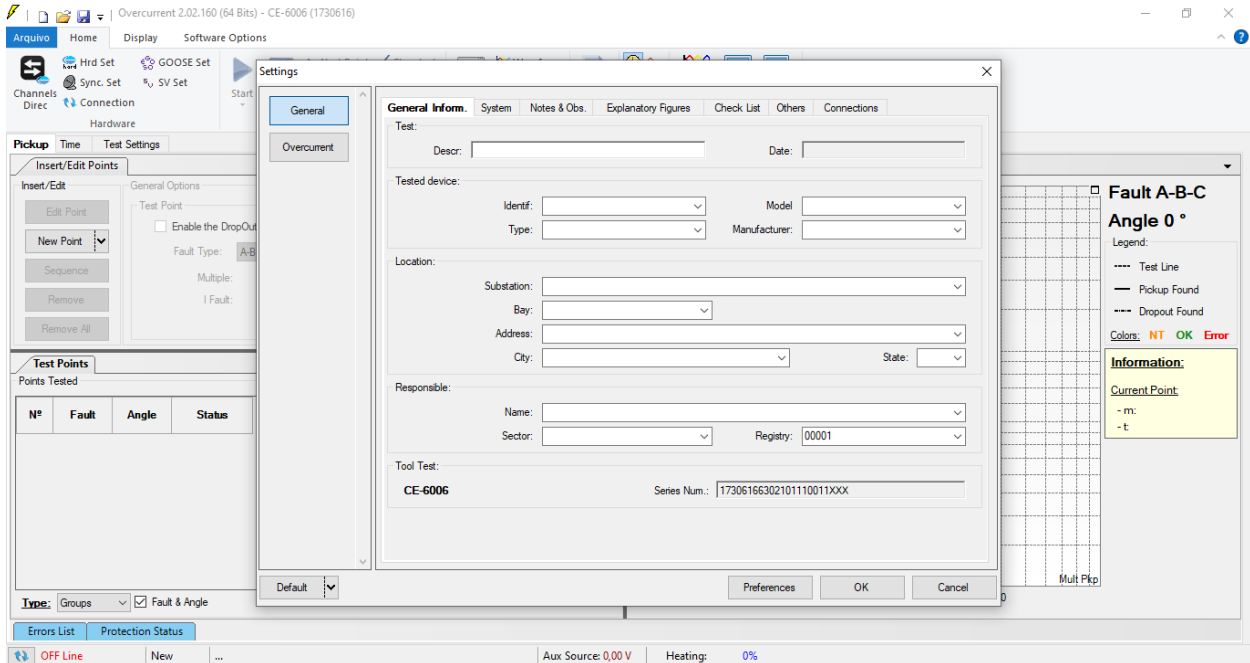 Overcurrent 2.02.160 (64 Bits) - CE-6006 (1730616)
Arquivo Home Display Software Options
Channels Direc
Hrd Set
GOOSE Set
Sync. Set
SV Set
Connection
Start
Hardware
Pickup Time Test Settings
Insert/Edit Points
Insert/Edit
Edit Point
New Point
Sequence
Remove
Remove All
General Options
Test Point
Enable the DropOut
Fault Type: A-B
Multiple:
I Fault:
Test Points
Points Tested
Nº Fault Angle Status
Type: Groups Fault & Angle
Errors List Protection Status
OFF Line New ... Aux Source: 0,00 V Heating: 0%
Settings
General
Overcurrent
General Inform. System Notes & Obs. Explanatory Figures Check List Others Connections
Test:
Descr: Date:
Tested device:
Identif: Model
Type: Manufacturer:
Location:
Substation:
Bay:
Address:
City: State:
Responsible:
Name:
Sector: Registry: 00001
Tool Test:
CE-6006 Series Num.: 17306166302101110011XXX
Default Preferences OK Cancel
Fault A-B-C
Angle 0 °
Legend:
Test Line
Pickup Found
Dropout Found
Colors: NT OK Error
Information:
Current Point:
- m:
- t:
Mult Pkp
0